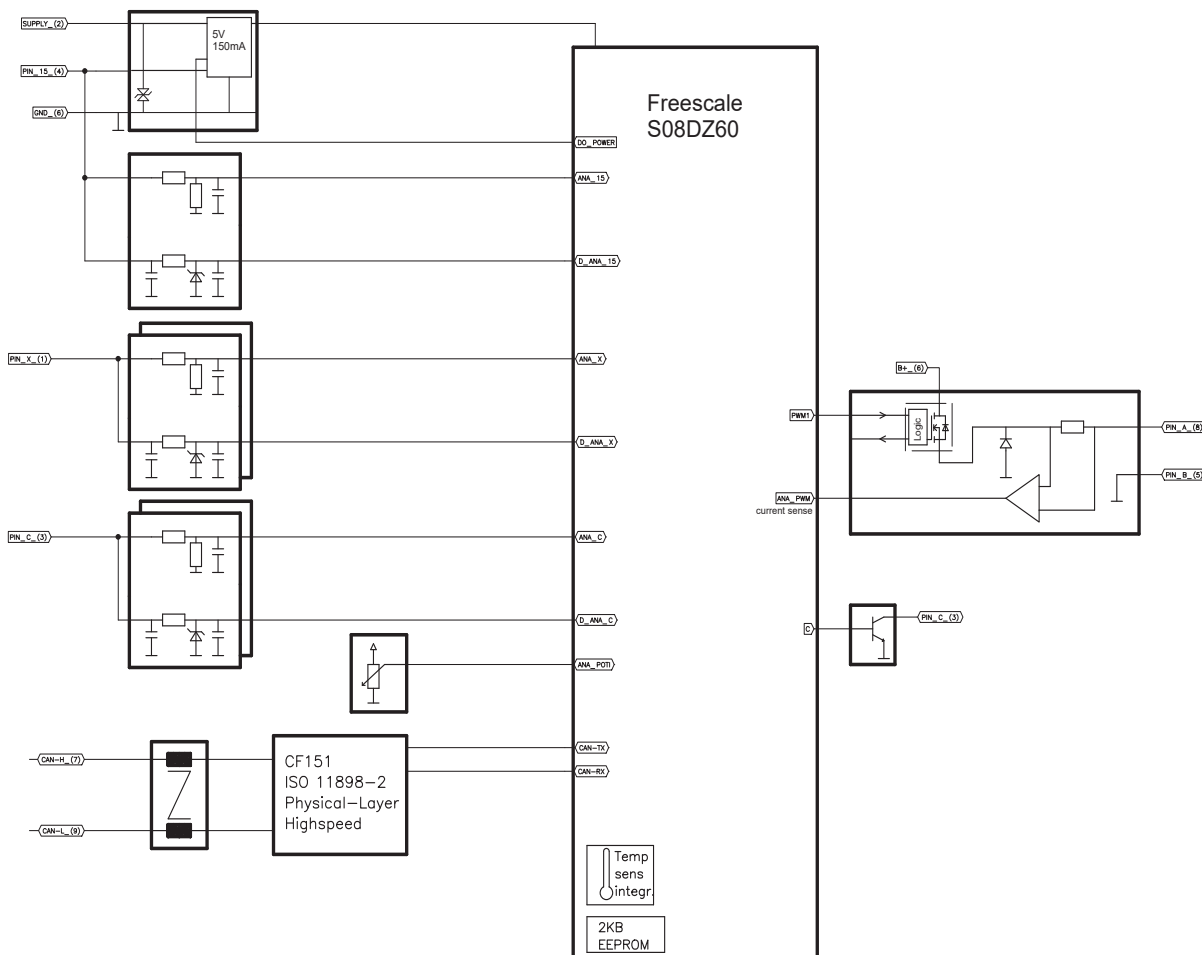 SUPPLY_(2)
5V
150mA
PIN_15_(4)
GND_(6)
Freescale
S08DZ60
DO_POWER
ANA_15
D_ANA_15
PIN_X_(1)
ANA_X
D_ANA_X
B+_(6)
PWM1
Logic
PIN_A_(8)
PIN_B_(5)
ANA_PWM
current sense
PIN_C_(3)
ANA_C
D_ANA_C
C
PIN_C_(3)
ANA_POTI
CAN-TX
CAN-RX
CAN-H_(7)
CAN-L_(9)
CF151
ISO 11898-2
Physical-Layer
Highspeed
Temp
sens
integr.
2KB
EEPROM